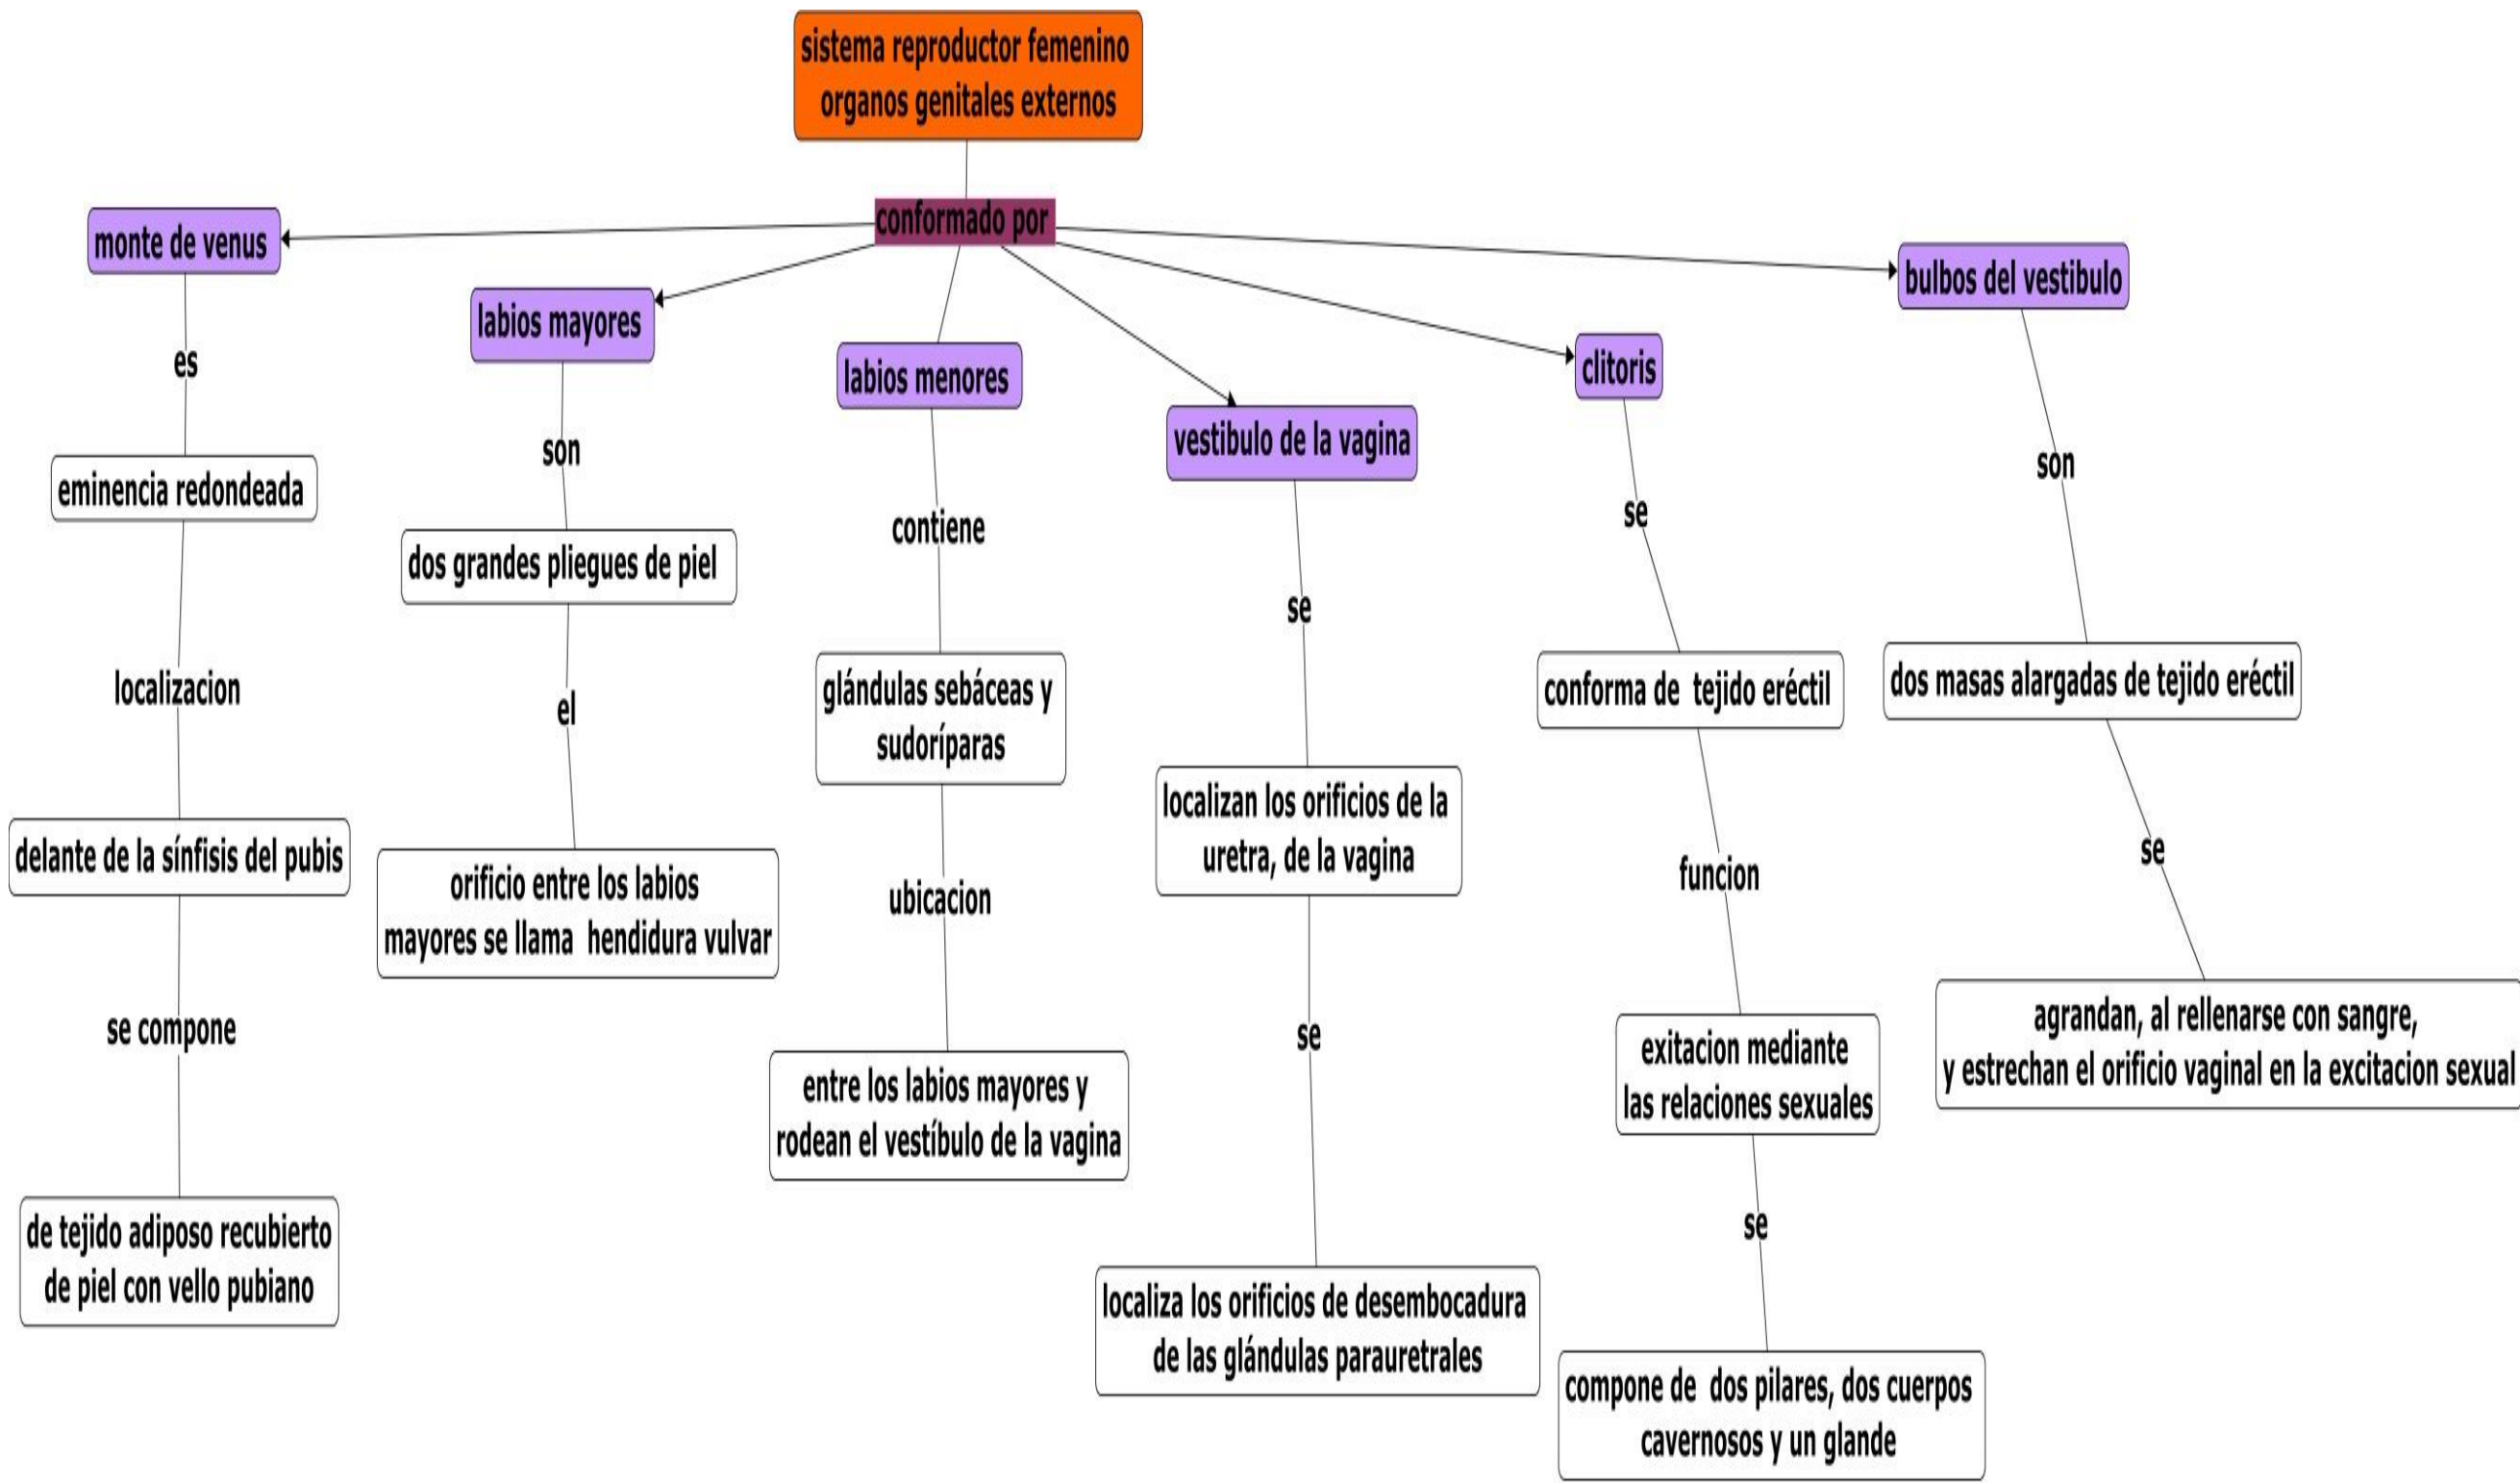 sistema reproductor femenino
organos genitales externos
conformado por
monte de venus
es
eminencia redondeada
localizacion
delante de la sínfisis del pubis
se compone
de tejido adiposo recubierto
de piel con vello pubiano
labios mayores
son
dos grandes pliegues de piel
el
orificio entre los labios
mayores se llama hendidura vulvar
labios menores
contiene
glándulas sebáceas y
sudoríparas
ubicacion
entre los labios mayores y
rodean el vestíbulo de la vagina
vestibulo de la vagina
se
localizan los orificios de la
uretra, de la vagina
se
localiza los orificios de desembocadura
de las glándulas parauretrales
clitoris
se
conforma de tejido eréctil
funcion
exitacion mediante
las relaciones sexuales
se
compone de dos pilares, dos cuerpos
cavernosos y un glande
bulbos del vestibulo
son
dos masas alargadas de tejido eréctil
se
agrandan, al rellenarse con sangre,
y estrechan el orificio vaginal en la excitacion sexual